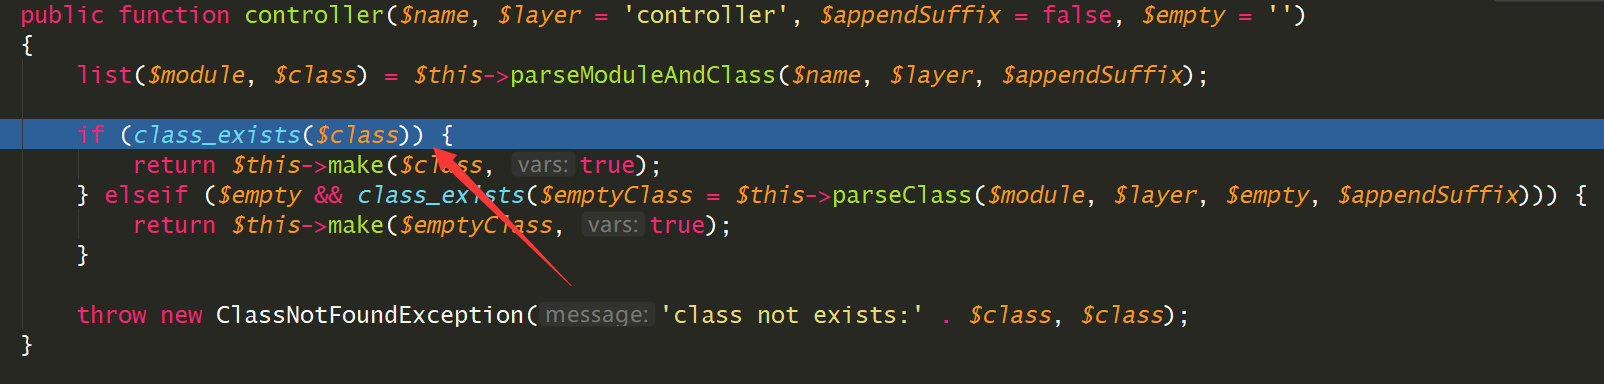 public function controller($name, $layer = 'controller', $appendSuffix = false, $empty = '')
{
list($module, $class) = $this->parseModuleAndClass($name, $layer, $appendSuffix);
if (class_exists($class)) {
return $this->make($class, vars: true);
} elseif ($empty && class_exists($emptyClass = $this->parseClass($module, $layer, $empty, $appendSuffix))) {
return $this->make($emptyClass, vars: true);
}
throw new ClassNotFoundException( message: 'class not exists:' . $class, $class);
}